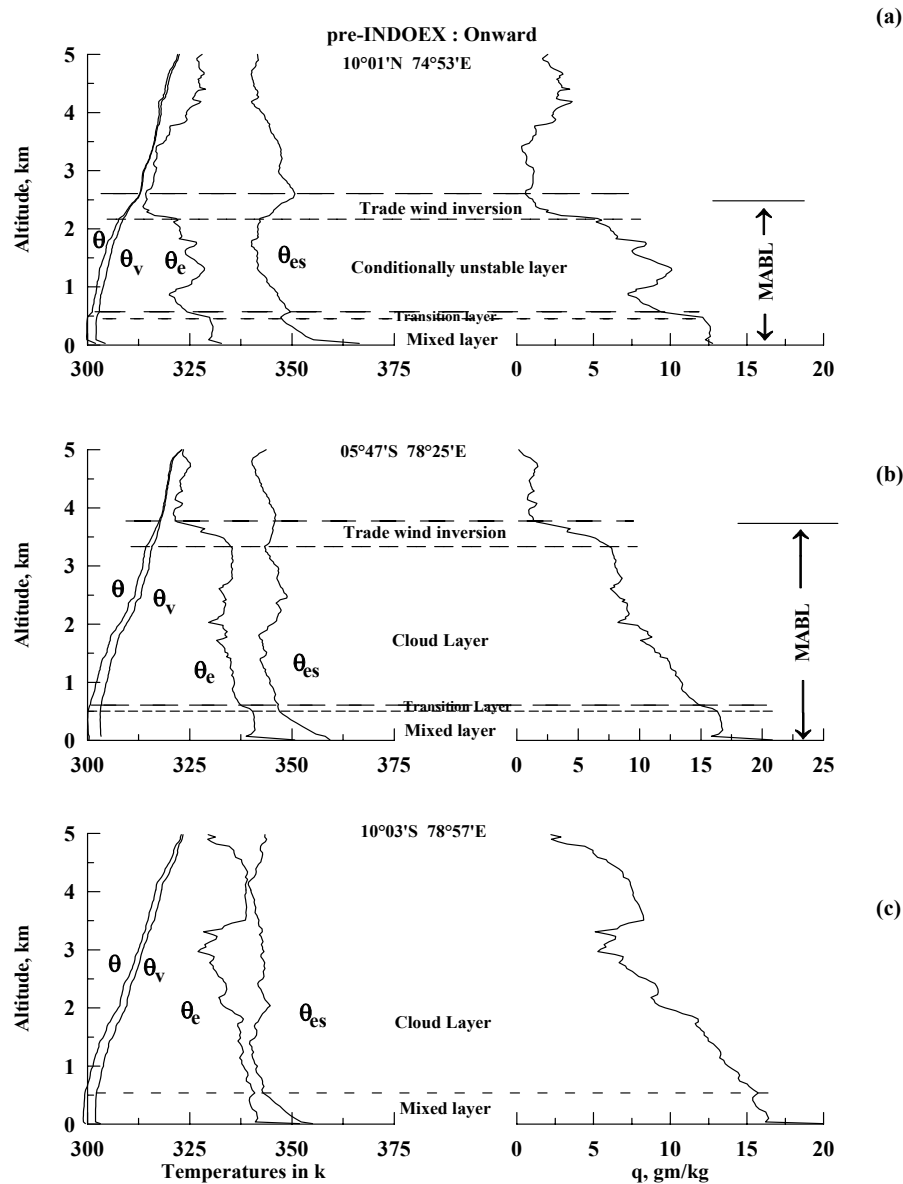 (a)
pre-INDOEX : Onward
10°01'N 74°53'E
5
4
3
2
1
0
Altitude, km
θ
θv
θe
θes
Trade wind inversion
Conditionally unstable layer
Transition layer
Mixed layer
MABL
300 325 350 375 0 5 10 15 20
(b)
05°47'S 78°25'E
5
4
3
2
1
0
Altitude, km
θ
θv
θe
θes
Trade wind inversion
Cloud Layer
Transition Layer
Mixed layer
MABL
300 325 350 375 0 5 10 15 20 25
(c)
10°03'S 78°57'E
5
4
3
2
1
0
Altitude, km
θ
θv
θe
θes
Cloud Layer
Mixed layer
300 325 350 375 0 5 10 15 20
Temperatures in k
q, gm/kg